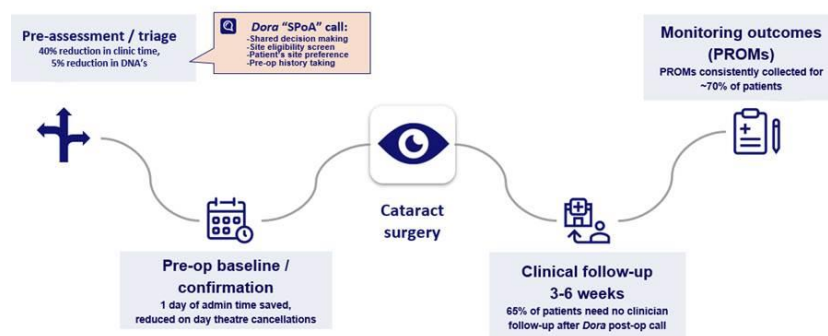 Pre-assessment / triage
40% reduction in clinic time,
5% reduction in DNA's
Dora "SPoA" call:
-Shared decision making
-Site eligibility screen
-Patient's site preference
-Pre-op history taking
Pre-op baseline /
confirmation
1 day of admin time saved,
reduced on day theatre cancellations
Cataract
surgery
Clinical follow-up
3-6 weeks
65% of patients need no clinician
follow-up after Dora post-op call
Monitoring outcomes
(PROMs)
PROMs consistently collected for
~70% of patients